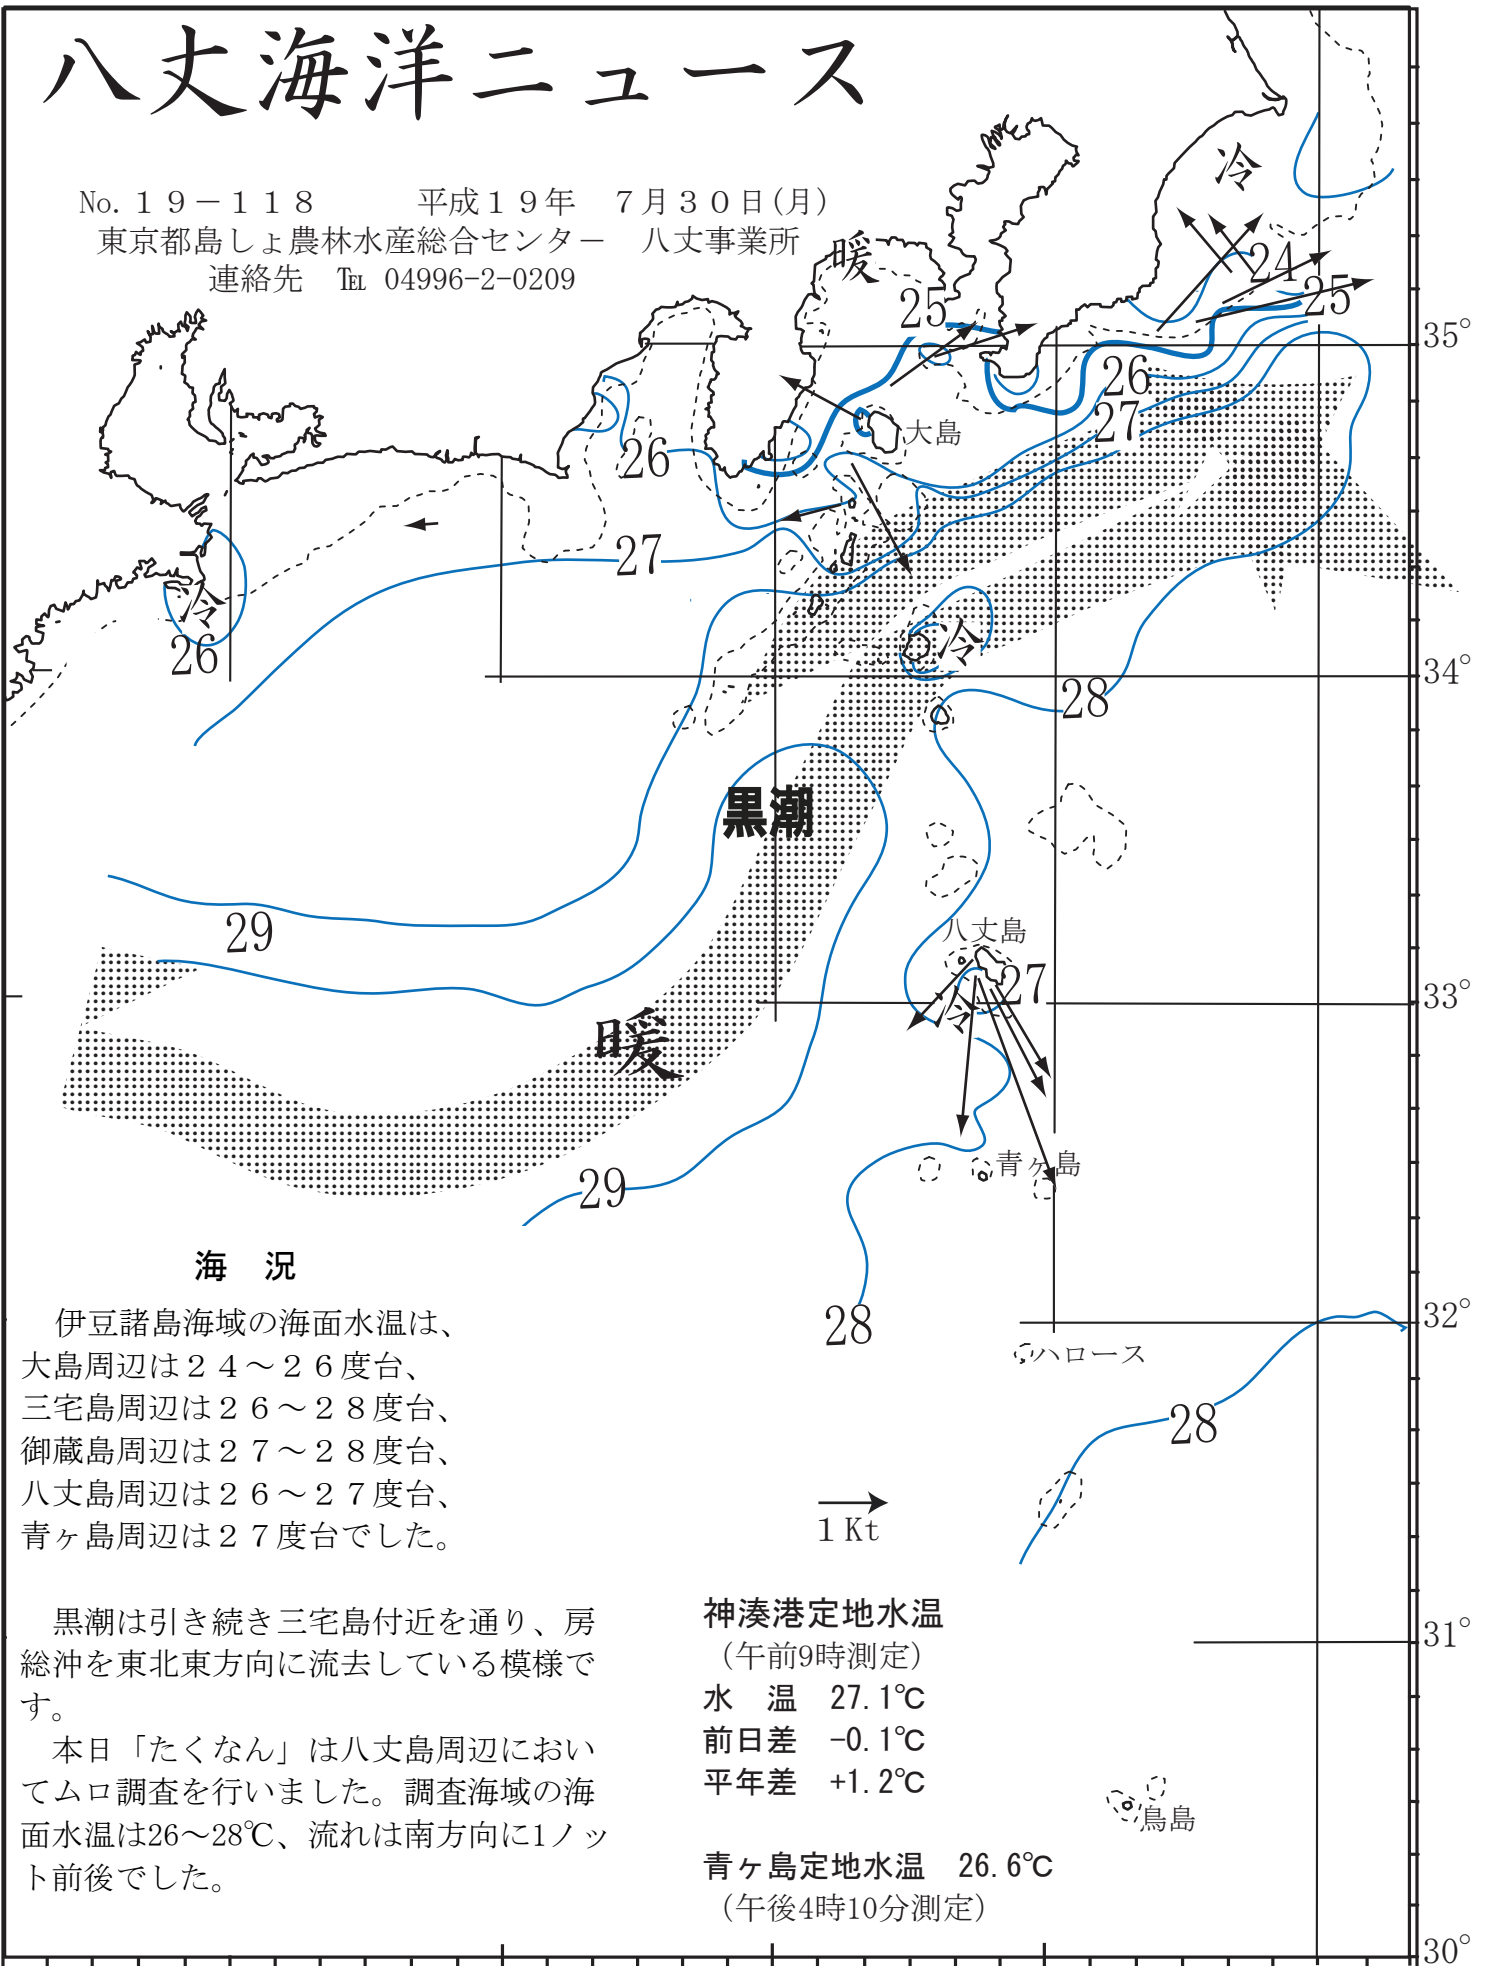 八丈海洋ニュース
No.１９－１１８　平成１９年　７月３０日(月)
東京都島しょ農林水産総合センター　八丈事業所
連絡先　℡ 04996-2-0209
冷
暖
24
25
25
35°
26
27
大島
26
27
冷
26
冷
34°
28
黒潮
29
八丈島
27
冷
33°
暖
青ヶ島
29
28
32°
ハロース
28
1 Kt
31°
鳥島
30°
海　況
伊豆諸島海域の海面水温は、
大島周辺は２４～２６度台、
三宅島周辺は２６～２８度台、
御蔵島周辺は２７～２８度台、
八丈島周辺は２６～２７度台、
青ヶ島周辺は２７度台でした。
黒潮は引き続き三宅島付近を通り、房
総沖を東北東方向に流去している模様で
す。
本日「たくなん」は八丈島周辺におい
てムロ調査を行いました。調査海域の海
面水温は26～28℃、流れは南方向に1ノッ
ト前後でした。
神湊港定地水温
（午前9時測定）
水　温　27.1℃
前日差　-0.1℃
平年差　+1.2℃
青ヶ島定地水温　26.6℃
（午後4時10分測定）